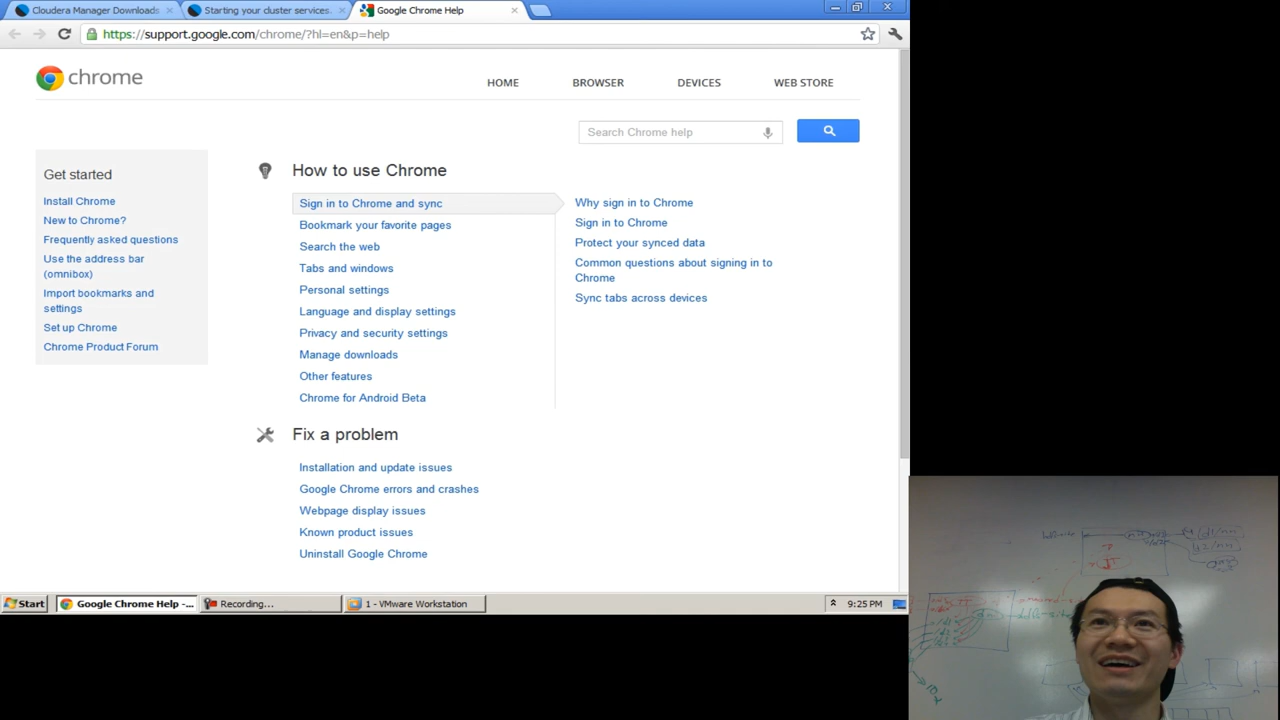 Cloudera Manager Downloads
Starting your cluster services.
Google Chrome Help
https://support.google.com/chrome/?hl=en&p=help
chrome
HOME
BROWSER
DEVICES
WEB STORE
Search Chrome help
Get started
Install Chrome
New to Chrome?
Frequently asked questions
Use the address bar
(omnibox)
Import bookmarks and
settings
Set up Chrome
Chrome Product Forum
How to use Chrome
Sign in to Chrome and sync
Bookmark your favorite pages
Search the web
Tabs and windows
Personal settings
Language and display settings
Privacy and security settings
Manage downloads
Other features
Chrome for Android Beta
Why sign in to Chrome
Sign in to Chrome
Protect your synced data
Common questions about signing in to
Chrome
Sync tabs across devices
Fix a problem
Installation and update issues
Google Chrome errors and crashes
Webpage display issues
Known product issues
Uninstall Google Chrome
Start
Google Chrome Help -...
Recording...
1 - VMware Workstation
9:25 PM